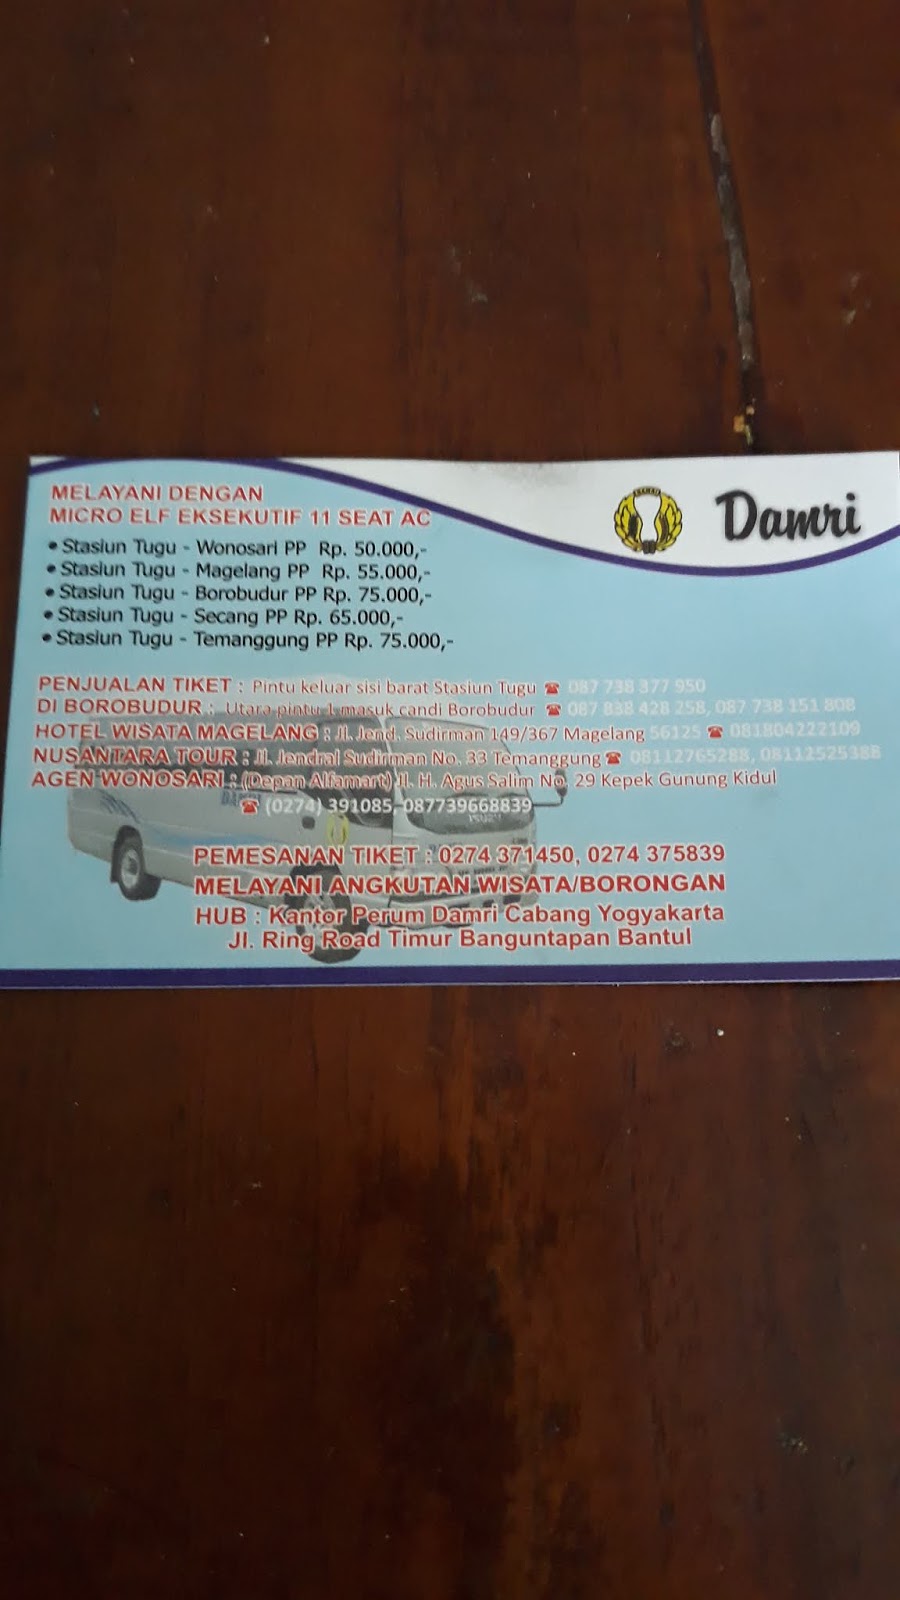 Damri
MELAYANI DENGAN
MICRO ELF EKSEKUTIF 11 SEAT AC
• Stasiun Tugu - Wonosari PP Rp. 50.000,-
• Stasiun Tugu - Magelang PP Rp. 55.000,-
• Stasiun Tugu - Borobudur PP Rp. 75.000,-
• Stasiun Tugu - Secang PP Rp. 65.000,-
• Stasiun Tugu - Temanggung PP Rp. 75.000,-
PENJUALAN TIKET : Pintu keluar sisi barat Stasiun Tugu ☎ 087 738 377 950
DI BOROBUDUR : Utara pintu 1 masuk candi Borobudur ☎ 087 838 428 258, 087 738 151 808
HOTEL WISATA MAGELANG : Jl. Jend. Sudirman 149/367 Magelang 56125 ☎ 081804222109
NUSANTARA TOUR : Jl. Jendral Sudirman No. 33 Temanggung ☎ 08112765288, 08112525388
AGEN WONOSARI : (Depan Alfamart) Jl. H. Agus Salim No. 29 Kepek Gunung Kidul
☎ (0274) 391085, 087739668839
ISUZU
PEMESANAN TIKET : 0274 371450, 0274 375839
MELAYANI ANGKUTAN WISATA/BORONGAN
HUB : Kantor Perum Damri Cabang Yogyakarta
Jl. Ring Road Timur Banguntapan Bantul